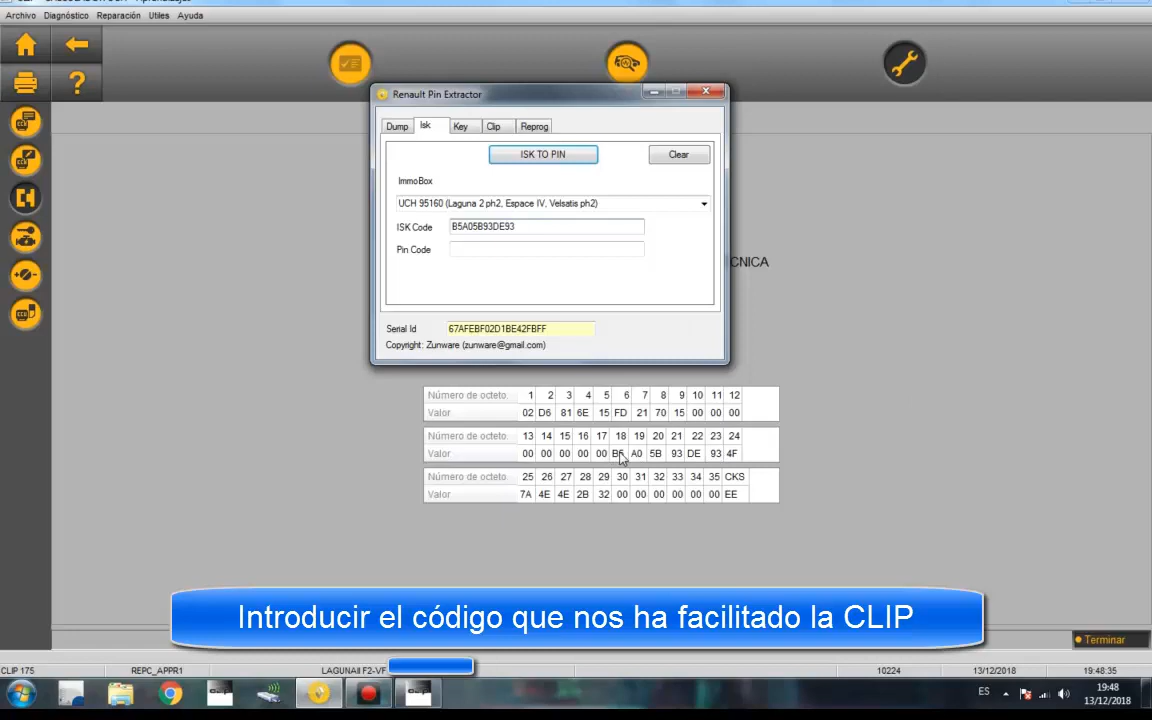 Archivo Diagnóstico Reparación Utiles Ayuda
Renault Pin Extractor
Dump Isk Key Clip Reprog
ISK TO PIN Clear
ImmoBox
UCH 95160 (Laguna 2 ph2, Espace IV, Velsatis ph2)
ISK Code B5A05B93DE93
Pin Code
CNICA
Serial Id 67AFEBF02D1BE42FBFF
Copyright: Zunware (zunware@gmail.com)
Número de octeto. 1 2 3 4 5 6 7 8 9 10 11 12
Valor 02 D6 81 6E 15 FD 21 70 15 00 00 00
Número de octeto. 13 14 15 16 17 18 19 20 21 22 23 24
Valor 00 00 00 00 00 B5 A0 5B 93 DE 93 4F
Número de octeto. 25 26 27 28 29 30 31 32 33 34 35 CKS
Valor 7A 4E 4E 2B 32 00 00 00 00 00 00 EE
Introducir el código que nos ha facilitado la CLIP
Terminar
CLIP 175 REPC_APPR1 LAGUNAII F2-VF 10224 13/12/2018 19:48:35
ES 19:48
13/12/2018